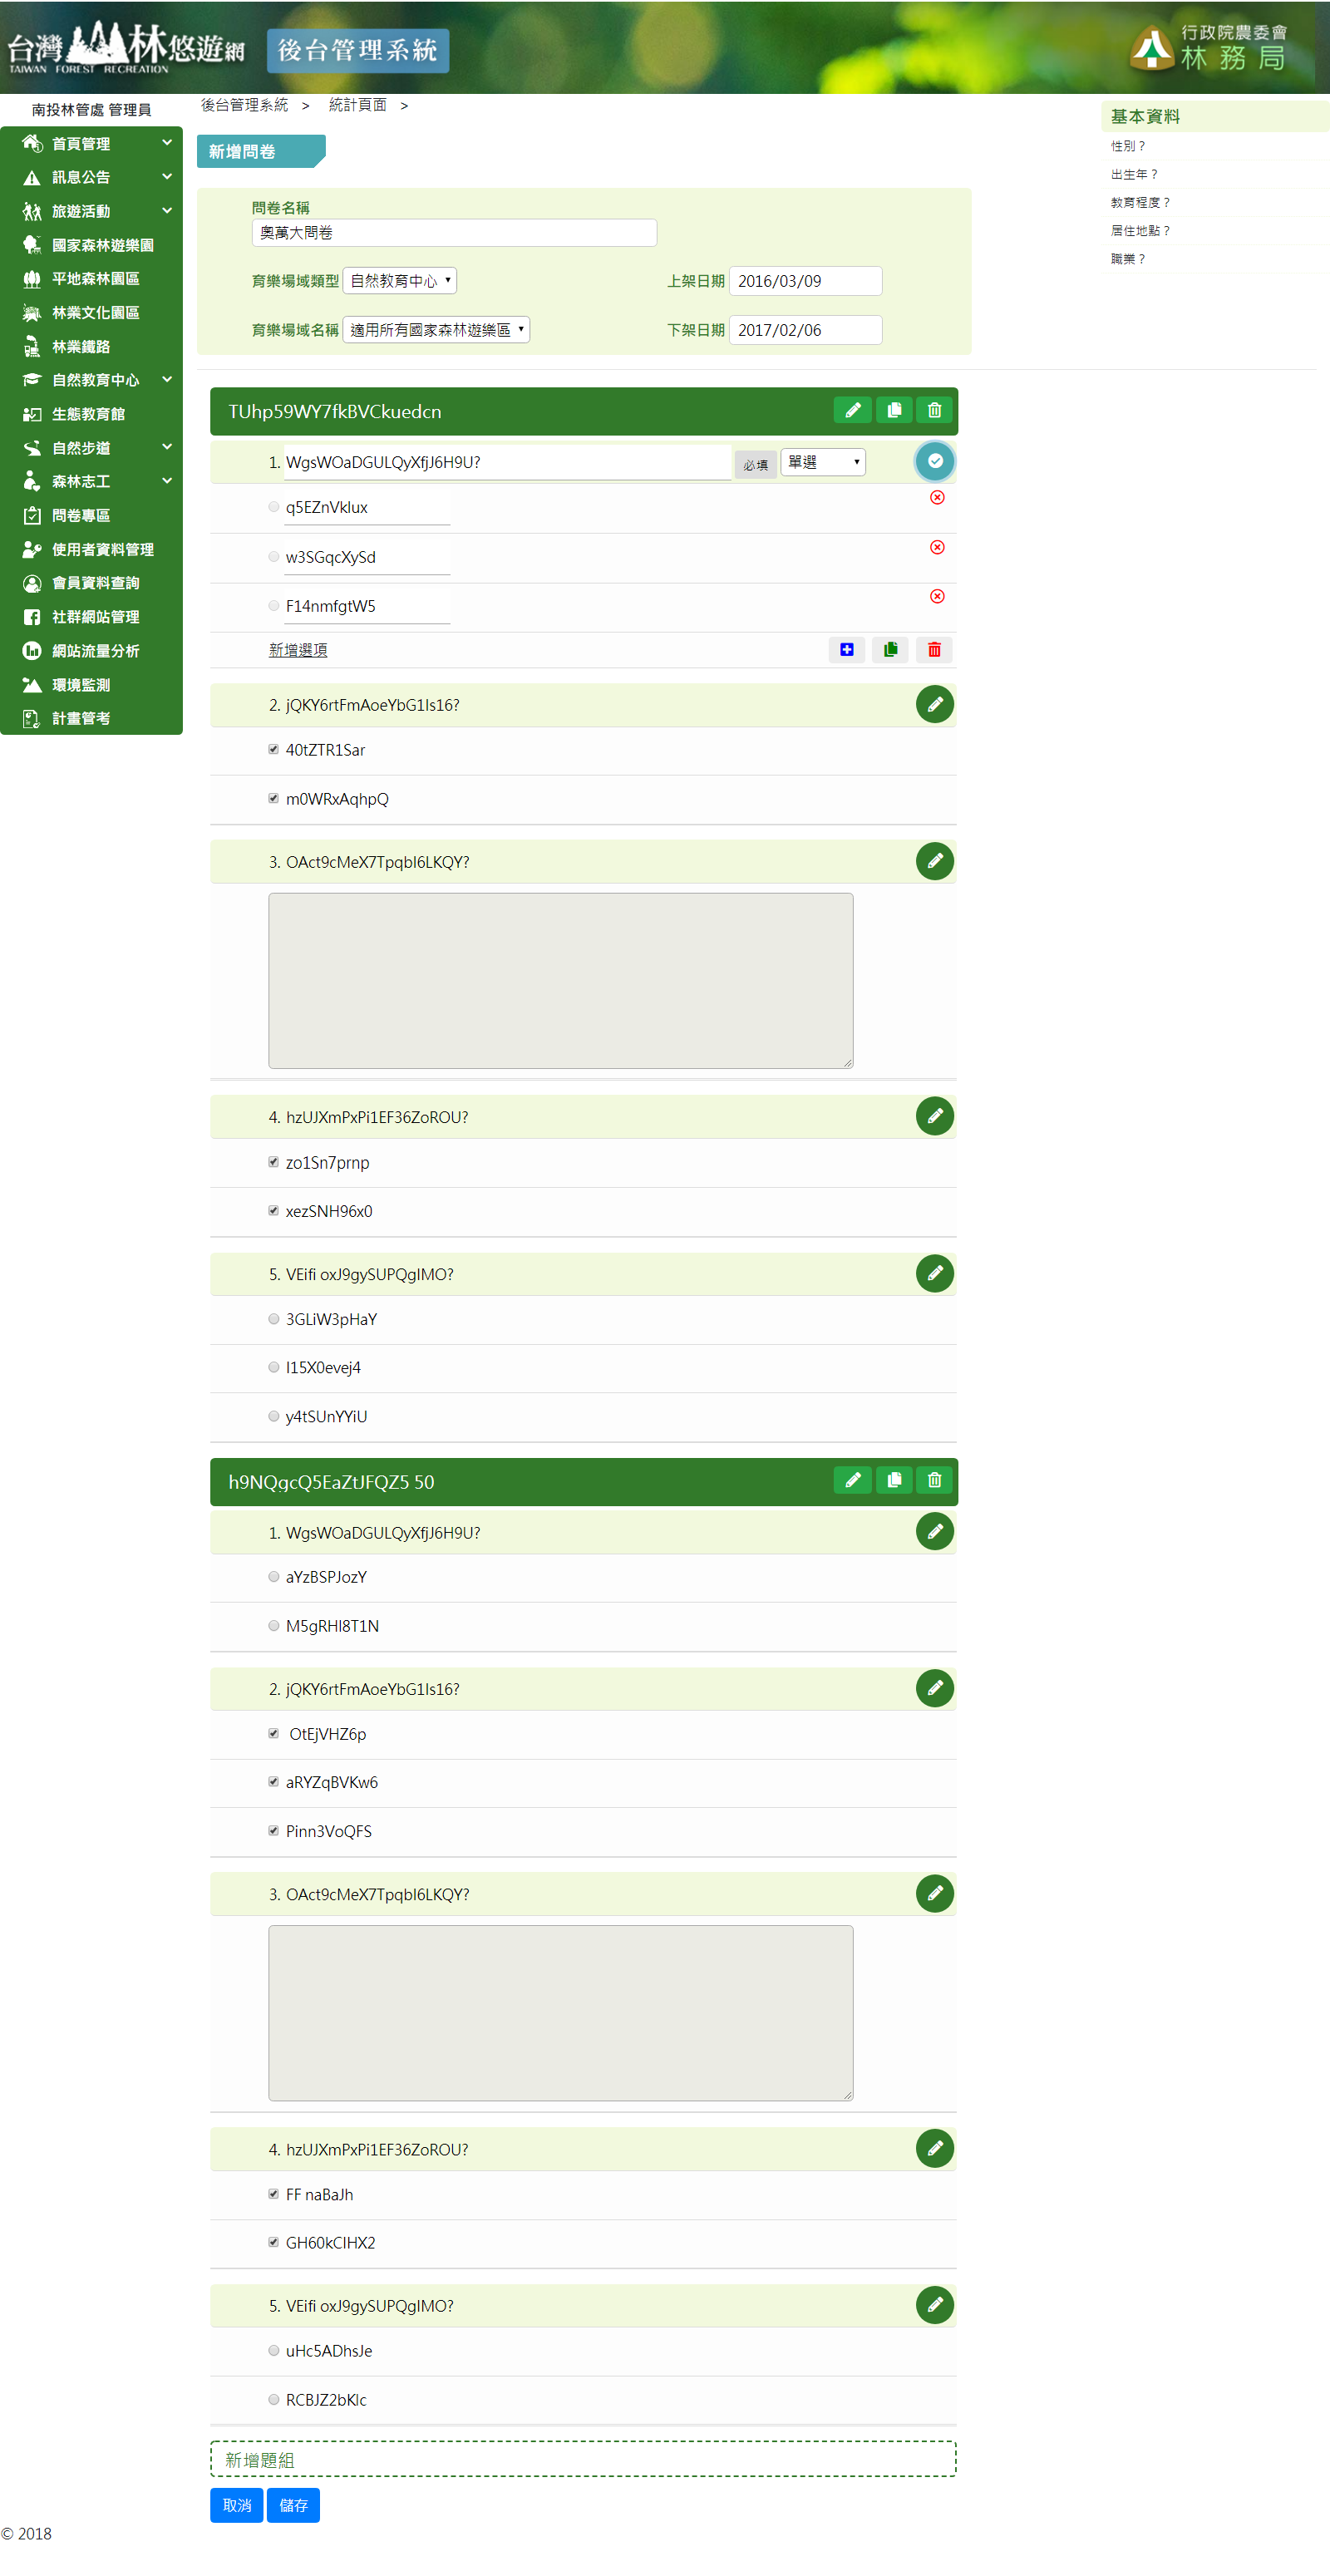 台灣山林悠遊網
TAIWAN FOREST RECREATION
後台管理系統
行政院農委會
林務局
南投林管處 管理員
首頁管理
訊息公告
旅遊活動
國家森林遊樂園
平地森林園區
林業文化園區
林業鐵路
自然教育中心
生態教育館
自然步道
森林志工
問卷專區
使用者資料管理
會員資料查詢
社群網站管理
網站流量分析
環境監測
計畫管考
後台管理系統 > 統計頁面 >
新增問卷
問卷名稱
奧萬大問卷
育樂場域類型 自然教育中心 上架日期 2016/03/09
育樂場域名稱 適用所有國家森林遊樂區 下架日期 2017/02/06
基本資料
性別？
出生年？
教育程度？
居住地點？
職業？
TUhp59WY7fkBVCkuedcn
1. WgsWOaDGULQyXfjJ6H9U? 必填 單選
q5EZnVkIux
w3SGqcXySd
F14nmfgtW5
新增選項
2. jQKY6rtFmAoeYbG1Is16?
40tZTR1Sar
m0WRxAqhpQ
3. OAct9cMeX7TpqbI6LKQY?
4. hzUJXmPxPi1EF36ZoROU?
zo1Sn7prnp
xezSNH96x0
5. VEifi oxJ9gySUPQgIMO?
3GLiW3pHaY
l15X0evej4
y4tSUnYYiU
h9NQgcQ5EaZtJFQZ5 50
1. WgsWOaDGULQyXfjJ6H9U?
aYzBSPJozY
M5gRHI8T1N
2. jQKY6rtFmAoeYbG1Is16?
OtEjVHZ6p
aRYZqBVKw6
Pinn3VoQFS
3. OAct9cMeX7TpqbI6LKQY?
4. hzUJXmPxPi1EF36ZoROU?
FF naBaJh
GH60kCIHX2
5. VEifi oxJ9gySUPQgIMO?
uHc5ADhsJe
RCBJZ2bKlc
新增題組
取消 儲存
© 2018